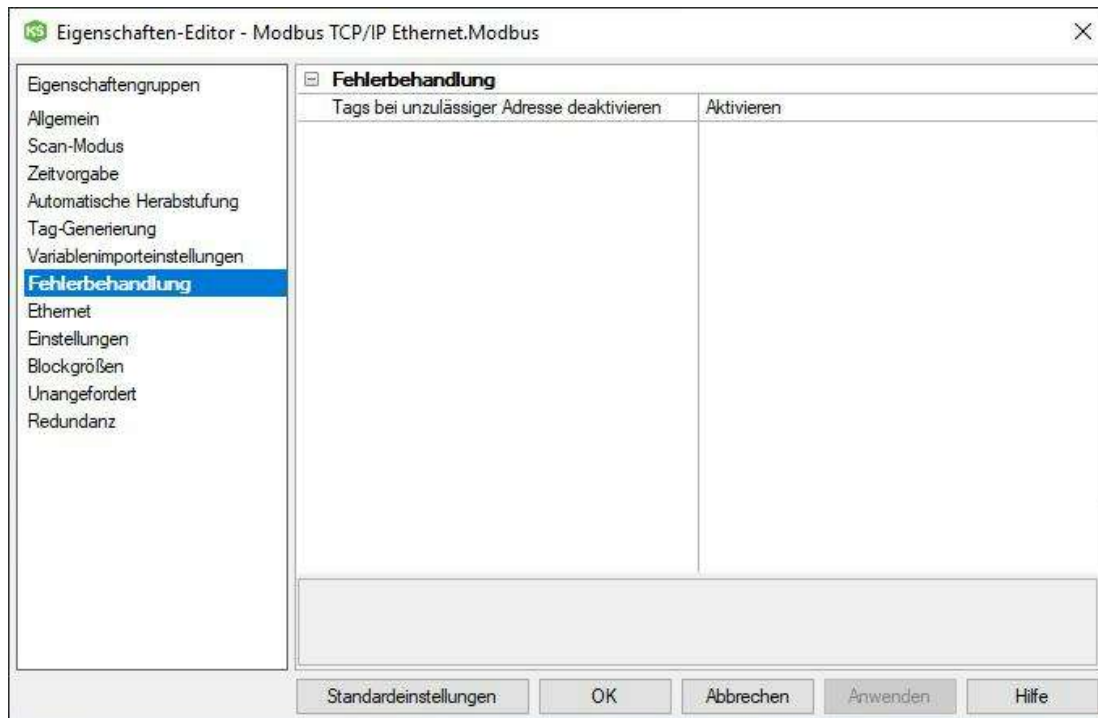 KS Eigenschaften-Editor - Modbus TCP/IP Ethernet.Modbus
Eigenschaftengruppen
Allgemein
Scan-Modus
Zeitvorgabe
Automatische Herabstufung
Tag-Generierung
Variablenimporteinstellungen
Fehlerbehandlung
Ethernet
Einstellungen
Blockgrößen
Unangefordert
Redundanz
Fehlerbehandlung
Tags bei unzulässiger Adresse deaktivieren Aktivieren
Standardeinstellungen OK Abbrechen Anwenden Hilfe